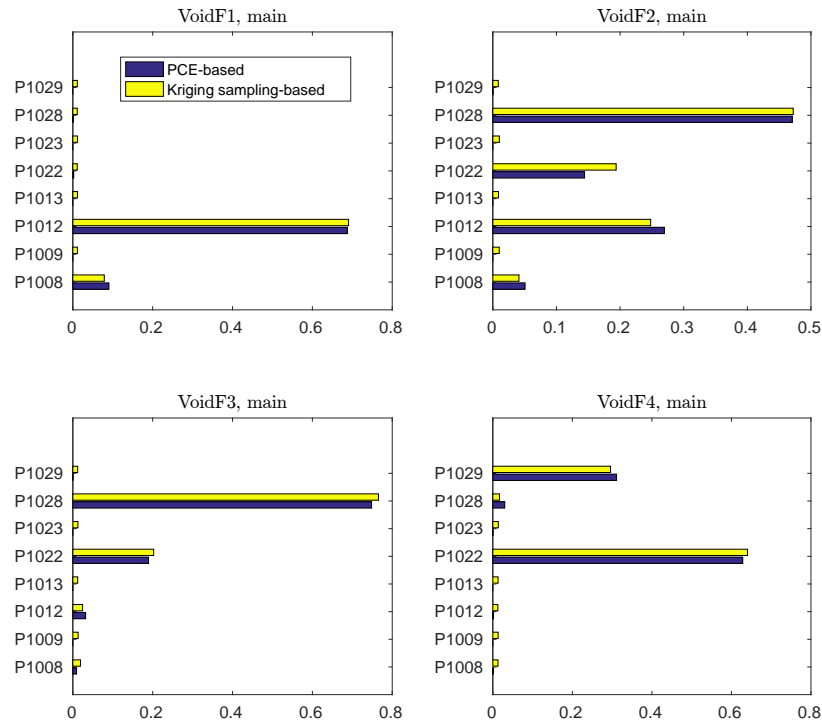 VoidF1, main
PCE-based
Kriging sampling-based
P1029
P1028
P1023
P1022
P1013
P1012
P1009
P1008
0 0.2 0.4 0.6 0.8
VoidF2, main
P1029
P1028
P1023
P1022
P1013
P1012
P1009
P1008
0 0.1 0.2 0.3 0.4 0.5
VoidF3, main
P1029
P1028
P1023
P1022
P1013
P1012
P1009
P1008
0 0.2 0.4 0.6 0.8
VoidF4, main
P1029
P1028
P1023
P1022
P1013
P1012
P1009
P1008
0 0.2 0.4 0.6 0.8